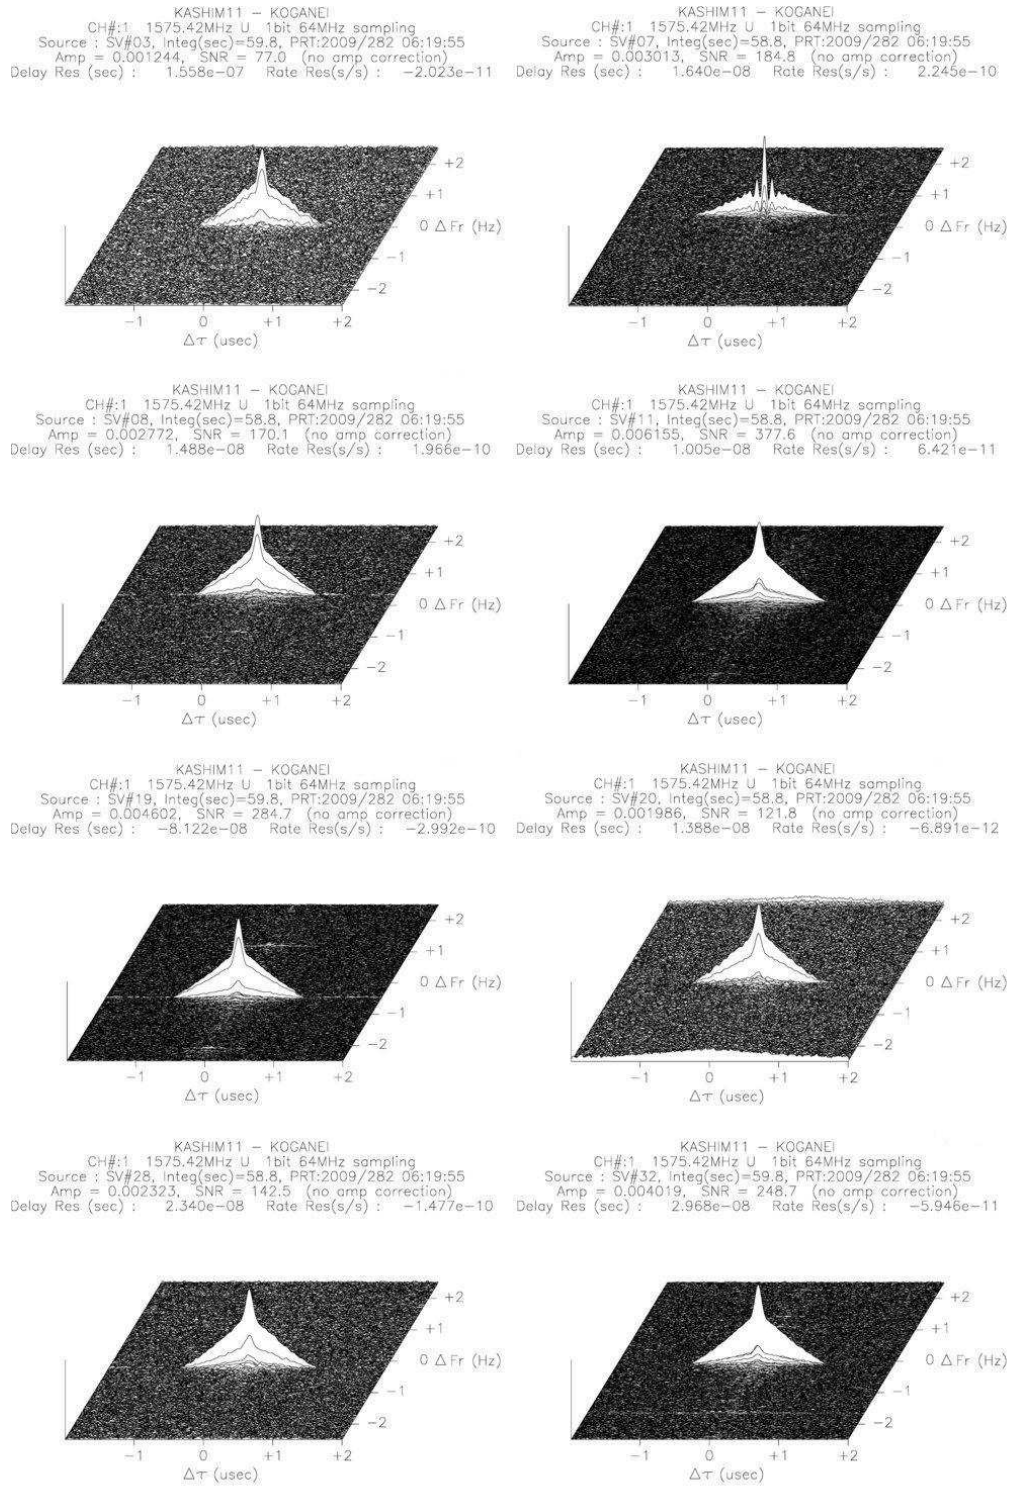 KASHIM11 - KOGANEI
CH#:1 1575.42MHz U 1bit 64MHz sampling
Source : SV#03, Integ(sec)=59.8, PRT:2009/282 06:19:55
Amp = 0.001244, SNR = 77.0 (no amp correction)
Delay Res (sec) : 1.558e-07 Rate Res(s/s) : -2.023e-11
+2
+1
0 Δ Fr (Hz)
-1
-2
-1 0 +1 +2
Δτ (usec)
KASHIM11 - KOGANEI
CH#:1 1575.42MHz U 1bit 64MHz sampling
Source : SV#07, Integ(sec)=58.8, PRT:2009/282 06:19:55
Amp = 0.003013, SNR = 184.8 (no amp correction)
Delay Res (sec) : 1.640e-08 Rate Res(s/s) : 2.245e-10
+2
+1
0 Δ Fr (Hz)
-1
-2
-1 0 +1 +2
Δτ (usec)
KASHIM11 - KOGANEI
CH#:1 1575.42MHz U 1bit 64MHz sampling
Source : SV#08, Integ(sec)=58.8, PRT:2009/282 06:19:55
Amp = 0.002772, SNR = 170.1 (no amp correction)
Delay Res (sec) : 1.488e-08 Rate Res(s/s) : 1.966e-10
+2
+1
0 Δ Fr (Hz)
-1
-2
-1 0 +1 +2
Δτ (usec)
KASHIM11 - KOGANEI
CH#:1 1575.42MHz U 1bit 64MHz sampling
Source : SV#11, Integ(sec)=58.8, PRT:2009/282 06:19:55
Amp = 0.006155, SNR = 377.6 (no amp correction)
Delay Res (sec) : 1.005e-08 Rate Res(s/s) : 6.421e-11
+2
+1
0 Δ Fr (Hz)
-1
-2
-1 0 +1 +2
Δτ (usec)
KASHIM11 - KOGANEI
CH#:1 1575.42MHz U 1bit 64MHz sampling
Source : SV#19, Integ(sec)=59.8, PRT:2009/282 06:19:55
Amp = 0.004602, SNR = 284.7 (no amp correction)
Delay Res (sec) : -8.122e-08 Rate Res(s/s) : -2.992e-10
+2
+1
0 Δ Fr (Hz)
-1
-2
-1 0 +1 +2
Δτ (usec)
KASHIM11 - KOGANEI
CH#:1 1575.42MHz U 1bit 64MHz sampling
Source : SV#20, Integ(sec)=58.8, PRT:2009/282 06:19:55
Amp = 0.001986, SNR = 121.8 (no amp correction)
Delay Res (sec) : 1.388e-08 Rate Res(s/s) : -6.891e-12
+2
+1
0 Δ Fr (Hz)
-1
-2
-1 0 +1 +2
Δτ (usec)
KASHIM11 - KOGANEI
CH#:1 1575.42MHz U 1bit 64MHz sampling
Source : SV#28, Integ(sec)=58.8, PRT:2009/282 06:19:55
Amp = 0.002323, SNR = 142.5 (no amp correction)
Delay Res (sec) : 2.340e-08 Rate Res(s/s) : -1.477e-10
+2
+1
0 Δ Fr (Hz)
-1
-2
-1 0 +1 +2
Δτ (usec)
KASHIM11 - KOGANEI
CH#:1 1575.42MHz U 1bit 64MHz sampling
Source : SV#32, Integ(sec)=59.8, PRT:2009/282 06:19:55
Amp = 0.004019, SNR = 248.7 (no amp correction)
Delay Res (sec) : 2.968e-08 Rate Res(s/s) : -5.946e-11
+2
+1
0 Δ Fr (Hz)
-1
-2
-1 0 +1 +2
Δτ (usec)